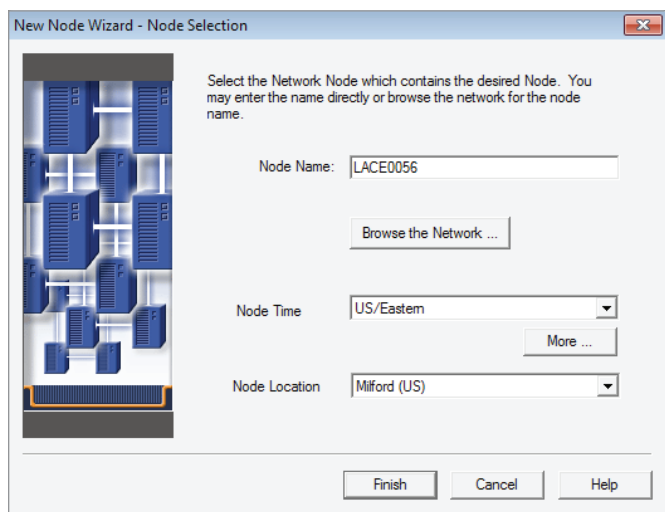 New Node Wizard - Node Selection
Select the Network Node which contains the desired Node. You
may enter the name directly or browse the network for the node
name.
Node Name: LACE0056
Browse the Network ...
Node Time US/Eastern
More ...
Node Location Milford (US)
Finish Cancel Help